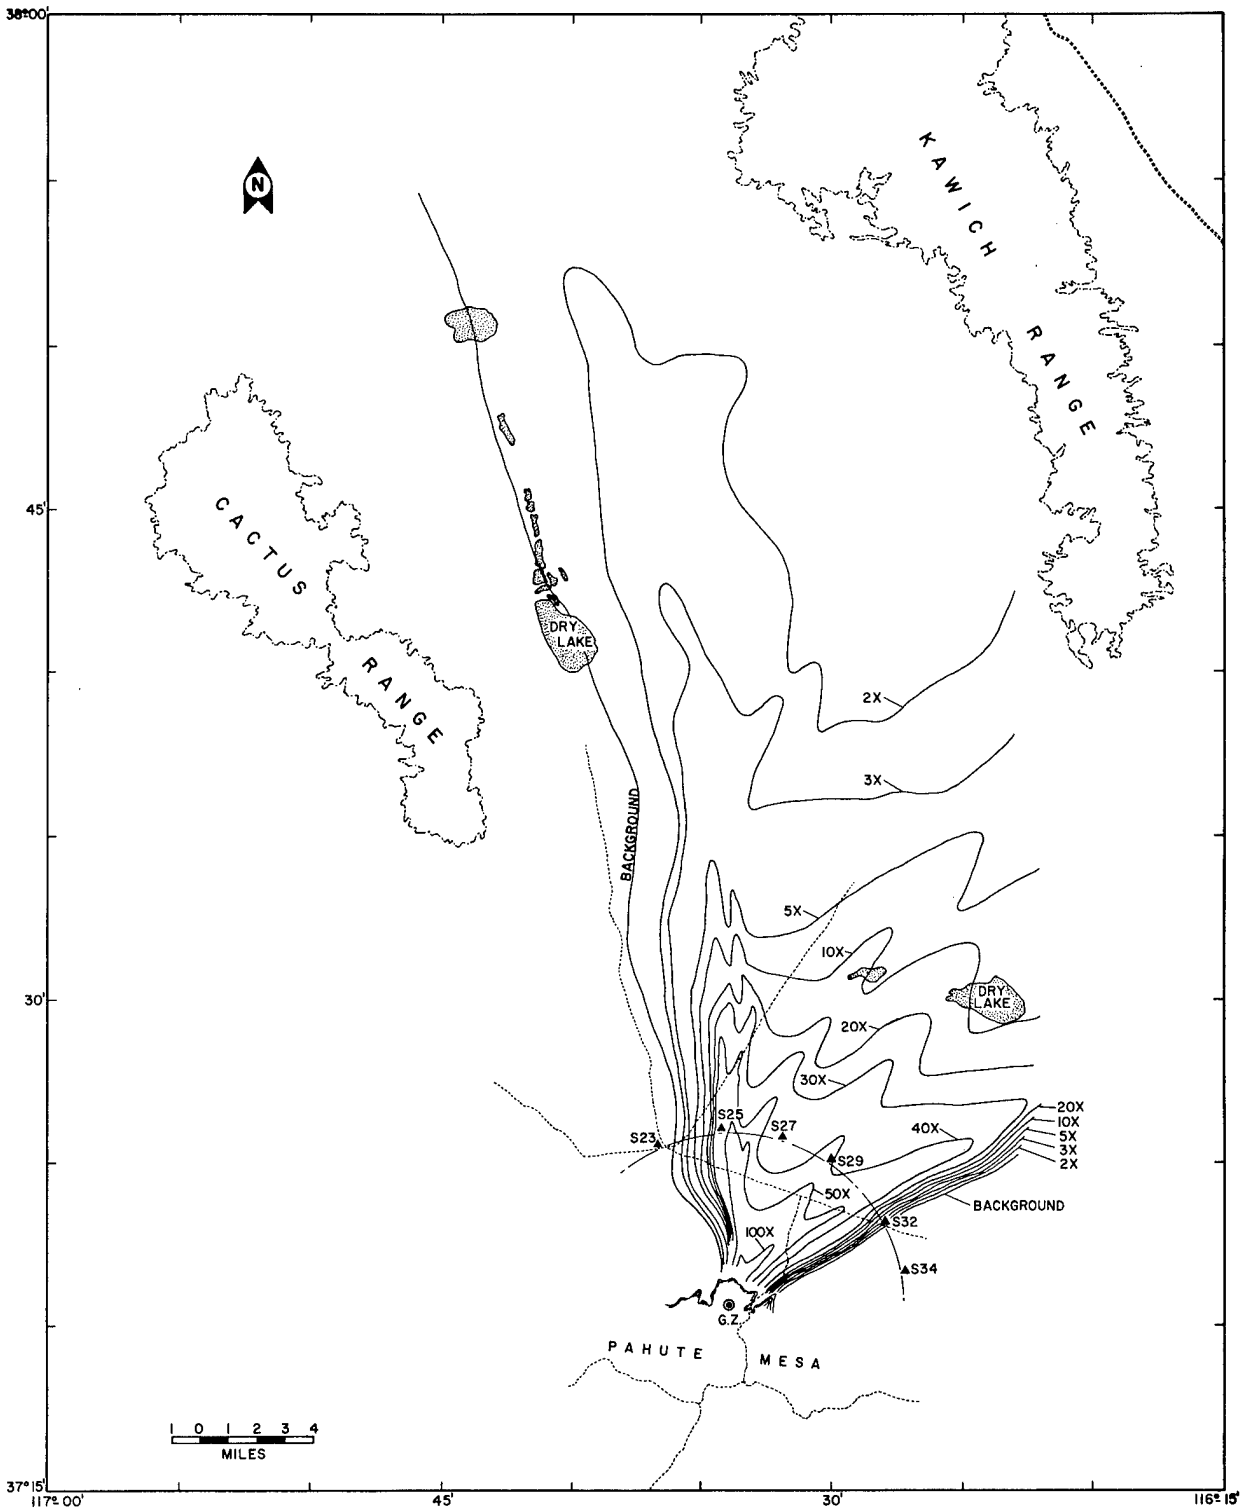 38°00'
N
KAWICH
RANGE
CACTUS
RANGE
45'
DRY
LAKE
2X
3X
BACKGROUND
5X
10X
30'
DRY
LAKE
20X
30X
S25
S27
S23
40X
S29
20X
10X
5X
3X
2X
50X
BACKGROUND
S32
100X
S34
G.Z.
PAHUTE MESA
1 0 1 2 3 4
MILES
37°15'
117°00'
45'
30'
116°15'